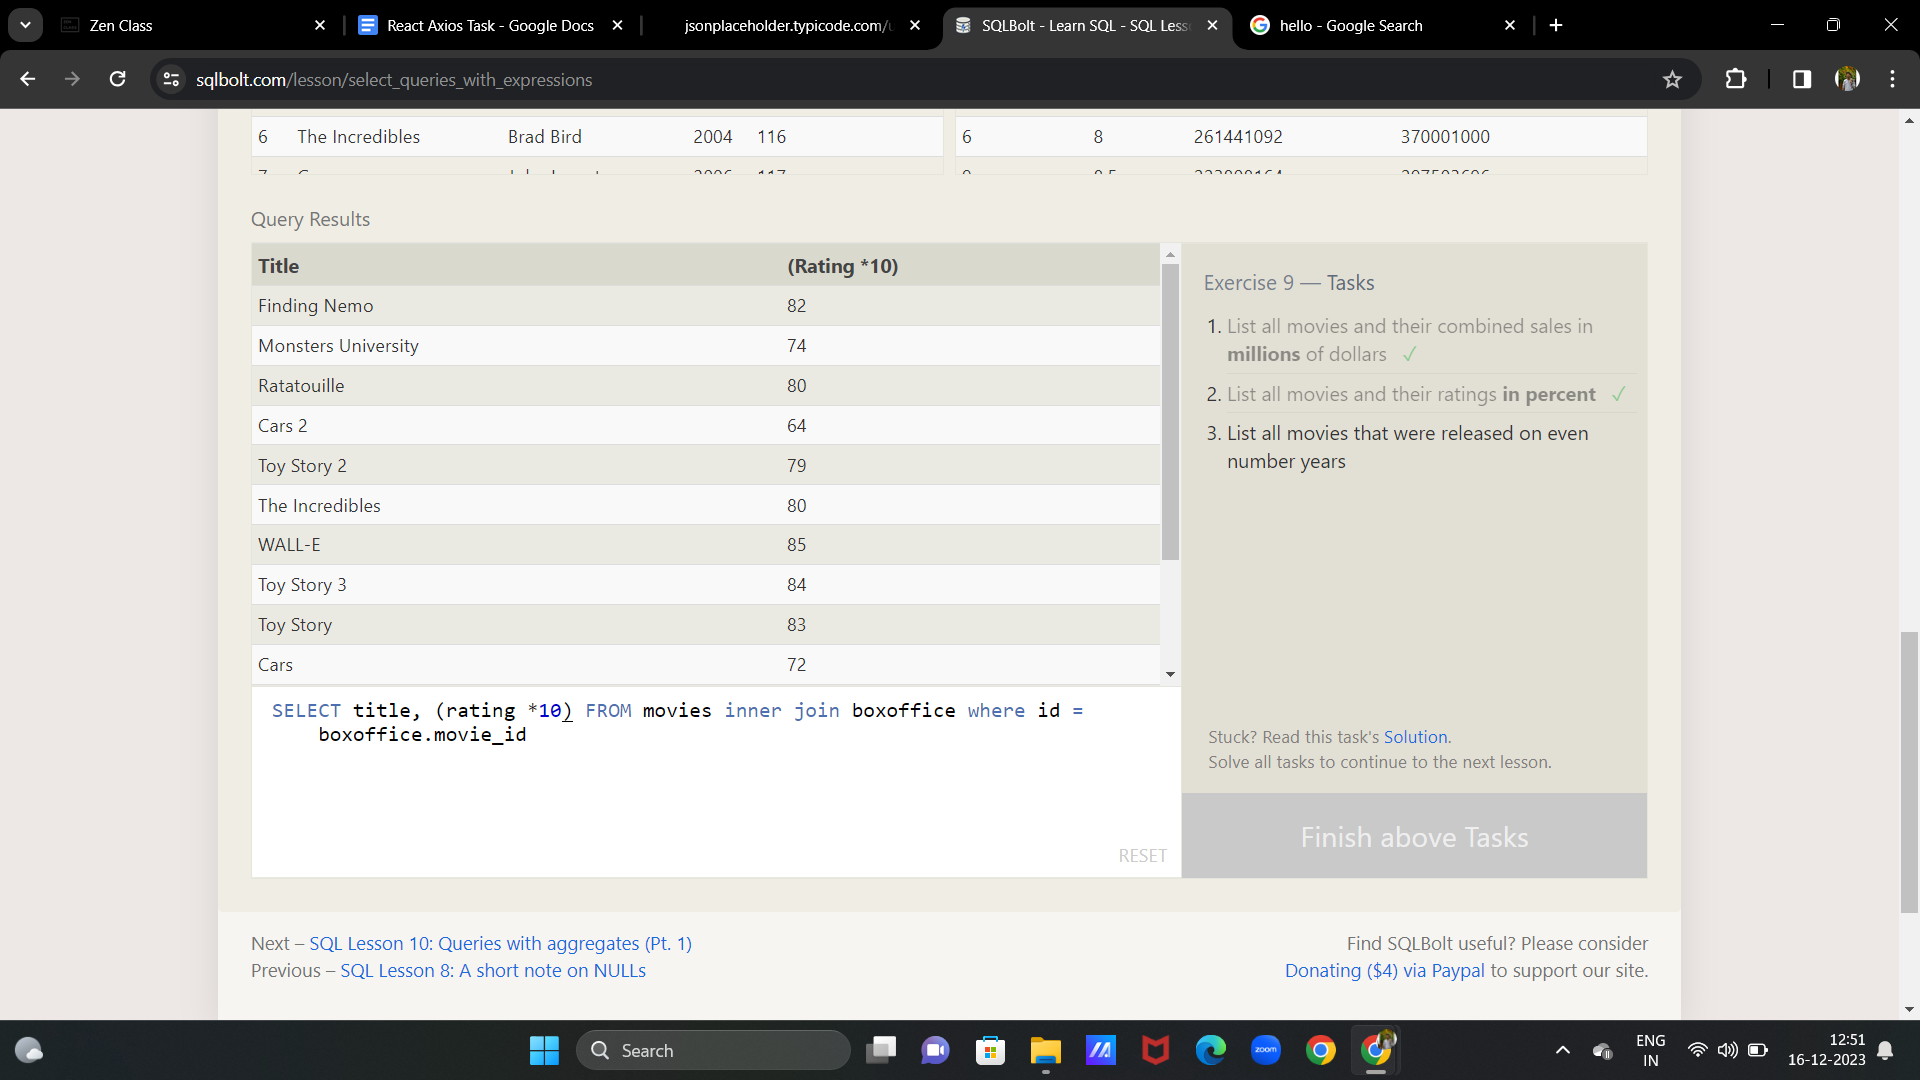 Zen Class
React Axios Task - Google Docs
jsonplaceholder.typicode.com/u
SQLBolt - Learn SQL - SQL Less
hello - Google Search
sqlbolt.com/lesson/select_queries_with_expressions
6 The Incredibles Brad Bird 2004 116
6 8 261441092 370001000
Query Results
Title (Rating *10)
Finding Nemo 82
Monsters University 74
Ratatouille 80
Cars 2 64
Toy Story 2 79
The Incredibles 80
WALL-E 85
Toy Story 3 84
Toy Story 83
Cars 72
SELECT title, (rating *10) FROM movies inner join boxoffice where id =
boxoffice.movie_id
RESET
Exercise 9 — Tasks
1. List all movies and their combined sales in
millions of dollars ✓
2. List all movies and their ratings in percent ✓
3. List all movies that were released on even
number years
Stuck? Read this task's Solution.
Solve all tasks to continue to the next lesson.
Finish above Tasks
Next – SQL Lesson 10: Queries with aggregates (Pt. 1)
Previous – SQL Lesson 8: A short note on NULLs
Find SQLBolt useful? Please consider
Donating ($4) via Paypal to support our site.
Search
zoom
ENG
IN
12:51
16-12-2023